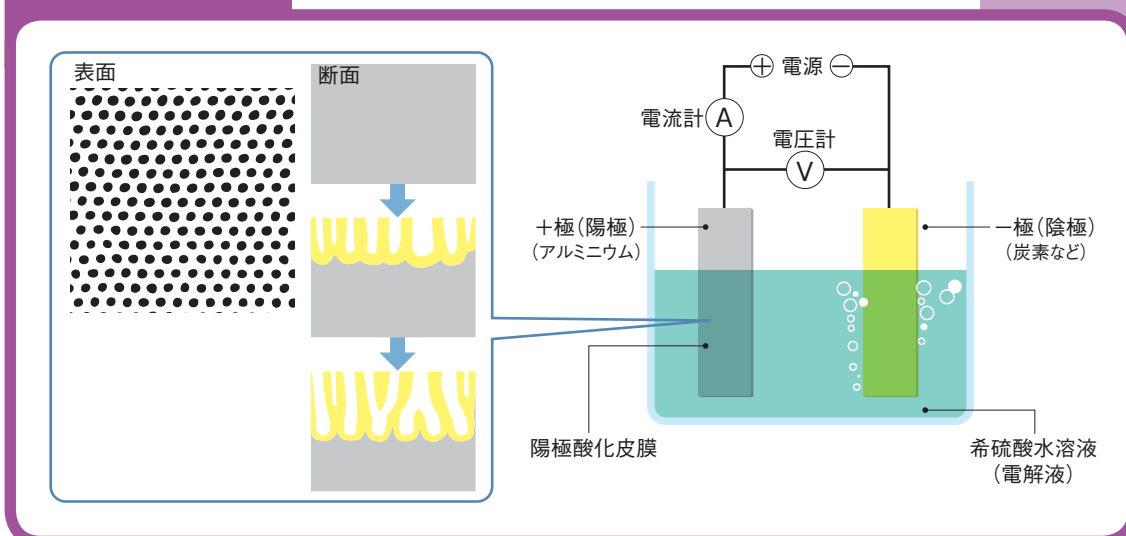 表面
断面
⊕ 電源 ⊖
電流計 A
電圧計
V
＋極（陽極）
（アルミニウム）
－極（陰極）
（炭素など）
陽極酸化皮膜
希硫酸水溶液
（電解液）